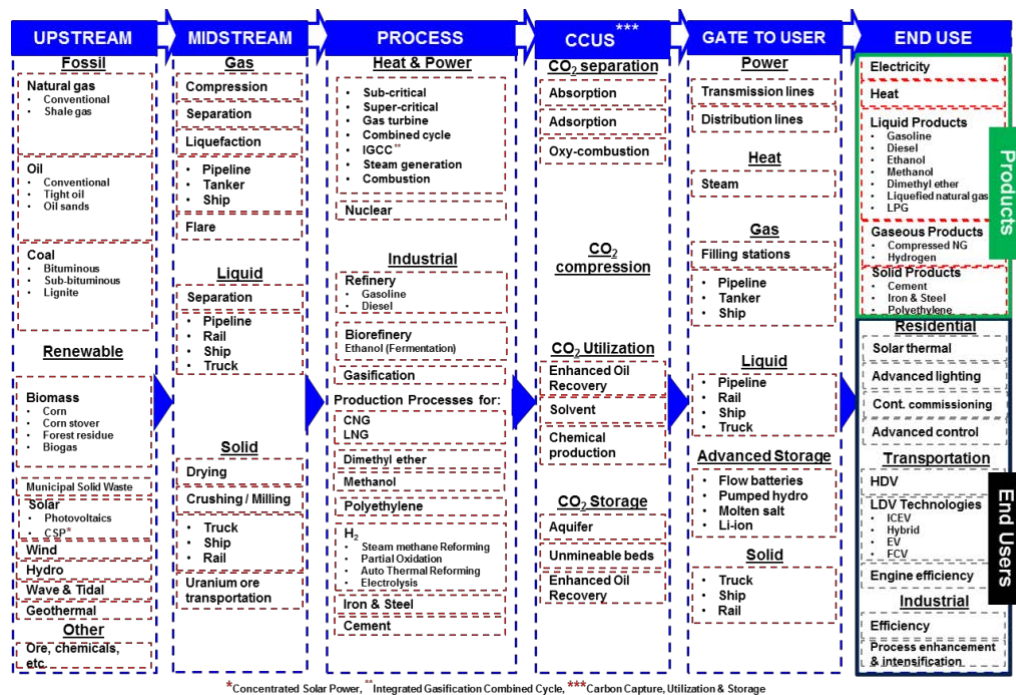 UPSTREAM
MIDSTREAM
PROCESS
CCUS ***
GATE TO USER
END USE
Fossil
Natural gas
• Conventional
• Shale gas
Oil
• Conventional
• Tight oil
• Oil sands
Coal
• Bituminous
• Sub-bituminous
• Lignite
Renewable
Biomass
• Corn
• Corn stover
• Forest residue
• Biogas
Municipal Solid Waste
Solar
• Photovoltaics
• CSP*
Wind
Hydro
Wave & Tidal
Geothermal
Other
Ore, chemicals,
etc
Gas
Compression
Separation
Liquefaction
• Pipeline
• Tanker
• Ship
Flare
Liquid
Separation
• Pipeline
• Rail
• Ship
• Truck
Solid
Drying
Crushing / Milling
• Truck
• Ship
• Rail
Uranium ore
transportation
Heat & Power
• Sub-critical
• Super-critical
• Gas turbine
• Combined cycle
• IGCC**
• Steam generation
• Combustion
Nuclear
Industrial
Refinery
• Gasoline
• Diesel
Biorefinery
Ethanol (Fermentation)
Gasification
Production Processes for:
CNG
LNG
Dimethyl ether
Methanol
Polyethylene
H2
• Steam methane Reforming
• Partial Oxidation
• Auto Thermal Reforming
• Electrolysis
Iron & Steel
Cement
CO2 separation
Absorption
Adsorption
Oxy-combustion
CO2
compression
CO2 Utilization
Enhanced Oil
Recovery
Solvent
Chemical
production
CO2 Storage
Aquifer
Unmineable beds
Enhanced Oil
Recovery
Power
Transmission lines
Distribution lines
Heat
Steam
Gas
Filling stations
• Pipeline
• Tanker
• Ship
Liquid
• Pipeline
• Rail
• Ship
• Truck
Advanced Storage
• Flow batteries
• Pumped hydro
• Molten salt
• Li-ion
Solid
• Truck
• Ship
• Rail
Electricity
Heat
Liquid Products
• Gasoline
• Diesel
• Ethanol
• Methanol
• Dimethyl ether
• Liquefied natural gas
• LPG
Gaseous Products
• Compressed NG
• Hydrogen
Solid Products
• Cement
• Iron & Steel
• Polyethylene
Products
Residential
Solar thermal
Advanced lighting
Cont. commissioning
Advanced control
Transportation
HDV
LDV Technologies
• ICEV
• Hybrid
• EV
• FCV
Engine efficiency
Industrial
Efficiency
Process enhancement
& intensification
End Users
*Concentrated Solar Power, **Integrated Gasification Combined Cycle, ***Carbon Capture, Utilization & Storage